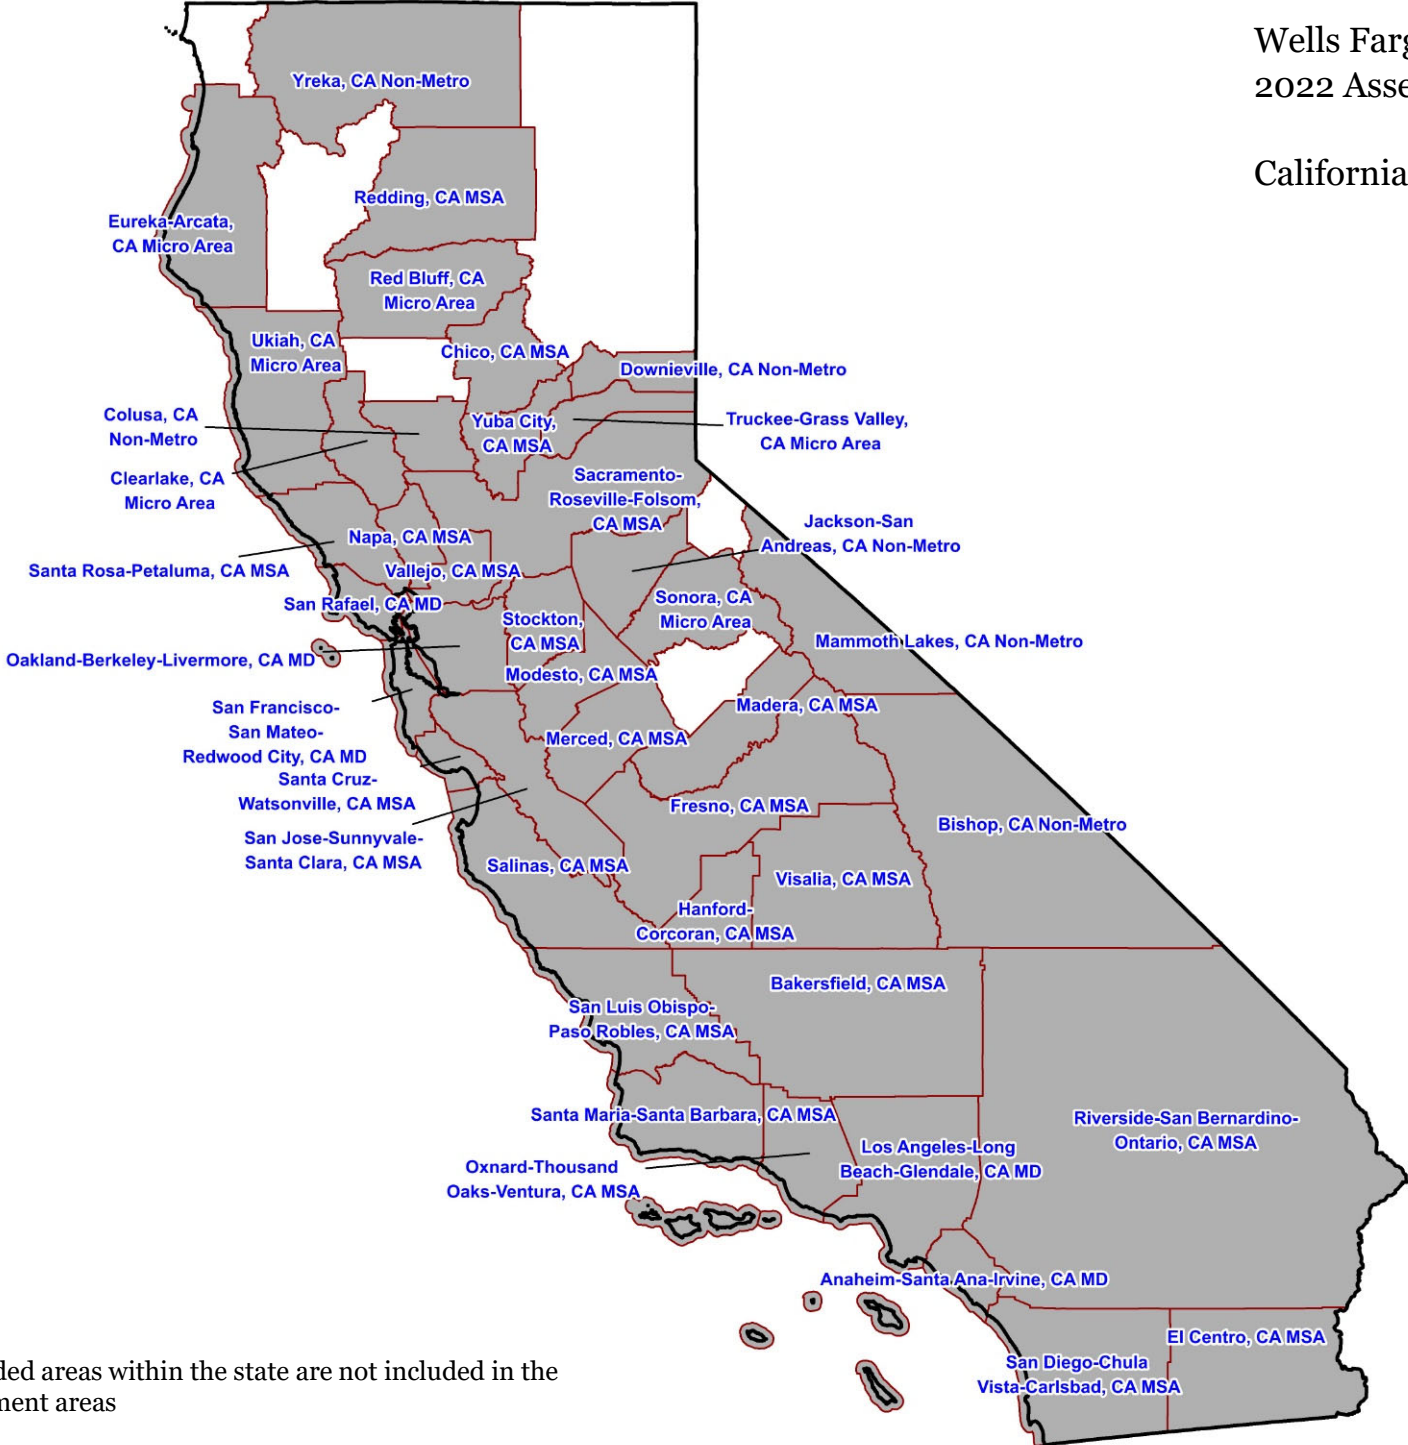 Wells Farg
2022 Asse
California
Yreka, CA Non-Metro
Redding, CA MSA
Eureka-Arcata,
CA Micro Area
Red Bluff, CA
Micro Area
Ukiah, CA
Micro Area
Chico, CA MSA
Downieville, CA Non-Metro
Colusa, CA
Non-Metro
Yuba City,
CA MSA
Truckee-Grass Valley,
CA Micro Area
Clearlake, CA
Micro Area
Sacramento-
Roseville-Folsom,
CA MSA
Jackson-San
Andreas, CA Non-Metro
Napa, CA MSA
Santa Rosa-Petaluma, CA MSA
Vallejo, CA MSA
San Rafael, CA MD
Stockton,
CA MSA
Sonora, CA
Micro Area
Mammoth Lakes, CA Non-Metro
Oakland-Berkeley-Livermore, CA MD
Modesto, CA MSA
San Francisco-
San Mateo-
Redwood City, CA MD
Madera, CA MSA
Merced, CA MSA
Santa Cruz-
Watsonville, CA MSA
Fresno, CA MSA
Bishop, CA Non-Metro
San Jose-Sunnyvale-
Santa Clara, CA MSA
Salinas, CA MSA
Visalia, CA MSA
Hanford-
Corcoran, CA MSA
Bakersfield, CA MSA
San Luis Obispo-
Paso Robles, CA MSA
Santa Maria-Santa Barbara, CA MSA
Riverside-San Bernardino-
Ontario, CA MSA
Los Angeles-Long
Beach-Glendale, CA MD
Oxnard-Thousand
Oaks-Ventura, CA MSA
Anaheim-Santa Ana-Irvine, CA MD
El Centro, CA MSA
San Diego-Chula
Vista-Carlsbad, CA MSA
ded areas within the state are not included in the
ment areas